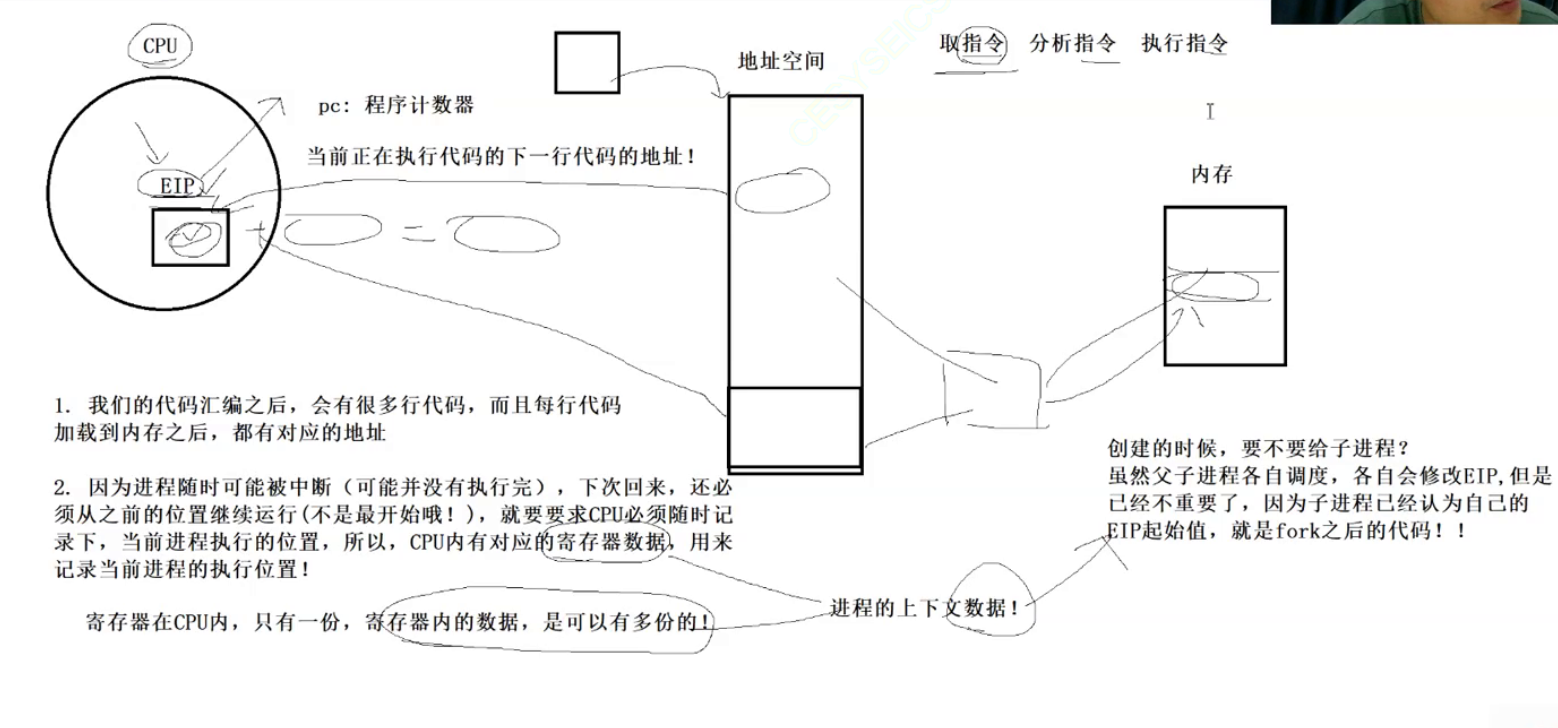 CPU
地址空间
取指令 分析指令 执行指令
pc: 程序计数器
当前正在执行代码的下一行代码的地址!
EIP
内存
1. 我们的代码汇编之后,会有很多行代码,而且每行代码
加载到内存之后,都有对应的地址
2. 因为进程随时可能被中断(可能并没有执行完),下次回来,还必
须从之前的位置继续运行(不是最开始哦!),就要要求CPU必须随时记
录下,当前进程执行的位置,所以,CPU内有对应的寄存器数据,用来
记录当前进程的执行位置!
寄存器在CPU内,只有一份,寄存器内的数据,是可以有多份的!
进程的上下文数据!
创建的时候,要不要给子进程?
虽然父子进程各自调度,各自会修改EIP,但是
已经不重要了,因为子进程已经认为自己的
EIP起始值,就是fork之后的代码!!